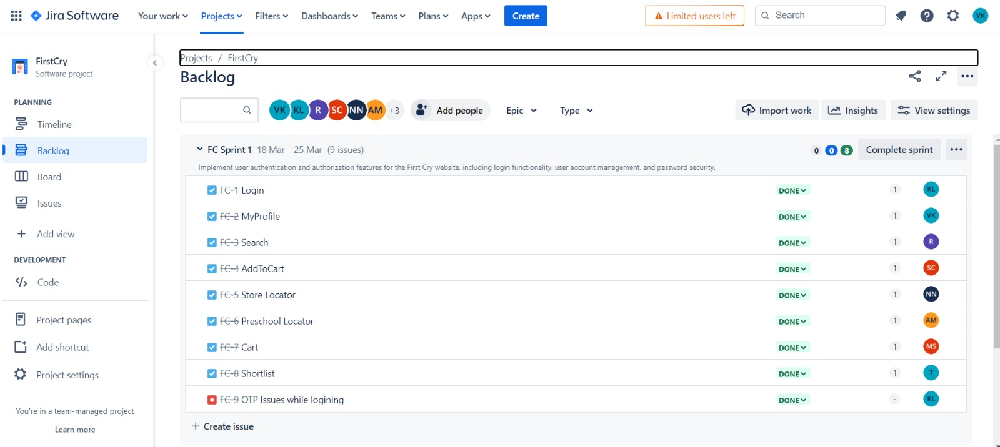 Jira Software Your work Projects Filters Dashboards Teams Plans Apps Create Limited users left Search VK
FirstCry
Software project
PLANNING
Timeline
Backlog
Board
Issues
Add view
DEVELOPMENT
Code
Project pages
Add shortcut
Project settings
You're in a team-managed project
Learn more
Projects / FirstCry
Backlog
VK KL R SC NN AM +3 Add people Epic Type Import work Insights View settings
FC Sprint 1 18 Mar – 25 Mar (9 issues) 0 0 8 Complete sprint
Implement user authentication and authorization features for the First Cry website, including login functionality, user account management, and password security.
FC-1 Login DONE 1 KL
FC-2 MyProfile DONE 1 VK
FC-3 Search DONE 1 R
FC-4 AddToCart DONE 1 SC
FC-5 Store Locator DONE 1 NN
FC-6 Preschool Locator DONE 1 AM
FC-7 Cart DONE 1 MS
FC-8 Shortlist DONE 1 T
FC-9 OTP Issues while logining DONE - KL
+ Create issue